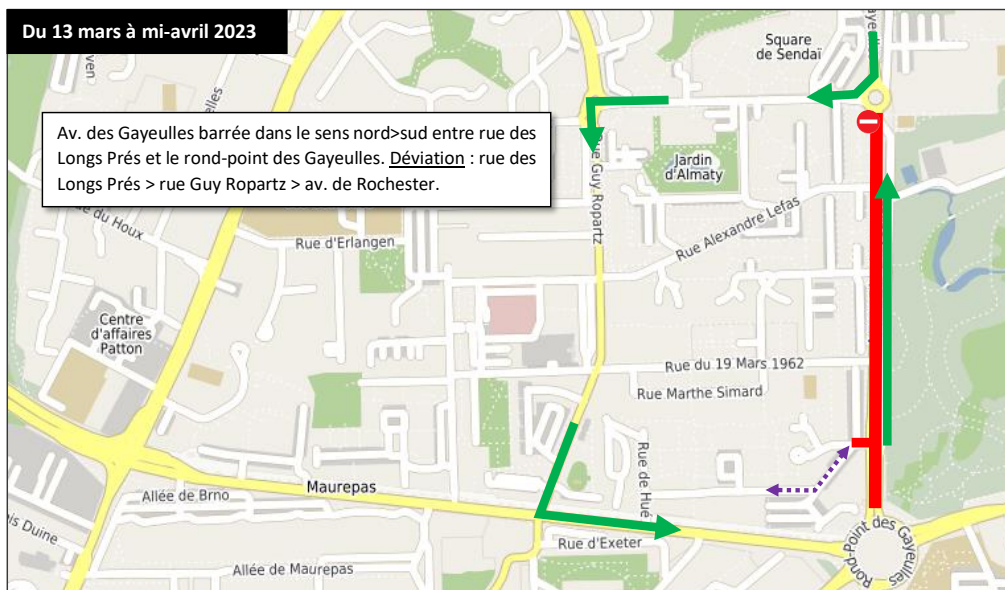 Du 13 mars à mi-avril 2023
Av. des Gayeulles barrée dans le sens nord>sud entre rue des
Longs Prés et le rond-point des Gayeulles. Déviation : rue des
Longs Prés > rue Guy Ropartz > av. de Rochester.
Square
de Sendaï
Jardin
d'Almaty
Rue Guy Ropartz
Rue Alexandre Lefas
du Houx
Rue d'Erlangen
Centre
d'affaires
Patton
Rue du 19 Mars 1962
Rue Marthe Simard
Rue de Hué
Maurepas
Allée de Brno
Duine
Rue d'Exeter
Allée de Maurepas
Rond-Point des Gayeulles